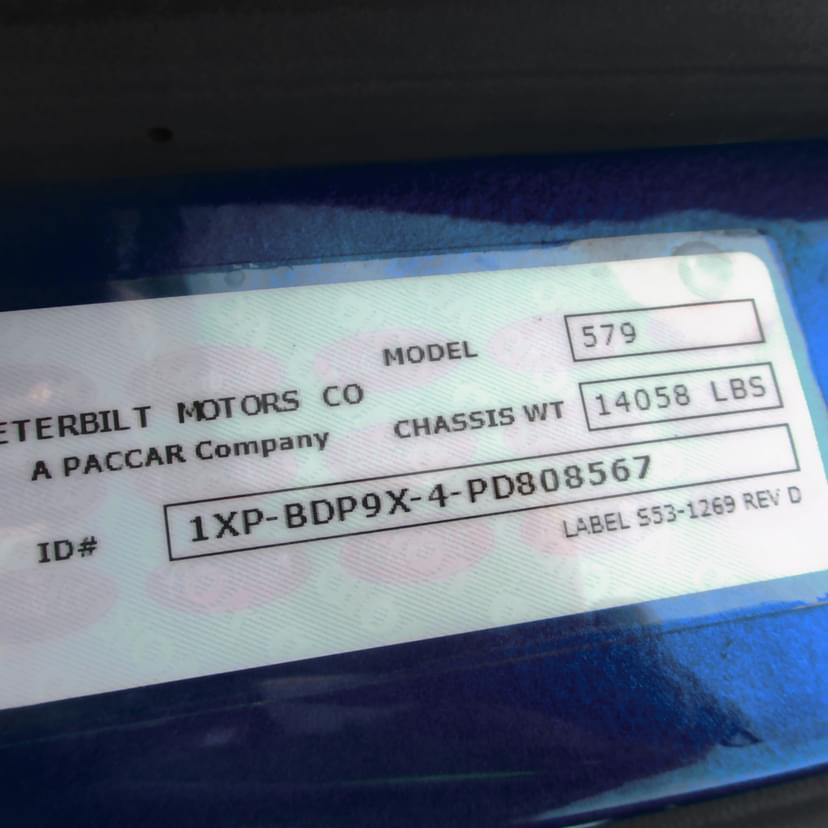 MODEL 579
ETERBILT MOTORS CO
CHASSIS WT 14058 LBS
A PACCAR Company
ID# 1XP-BDP9X-4-PD808567
LABEL S53-1269 REV D